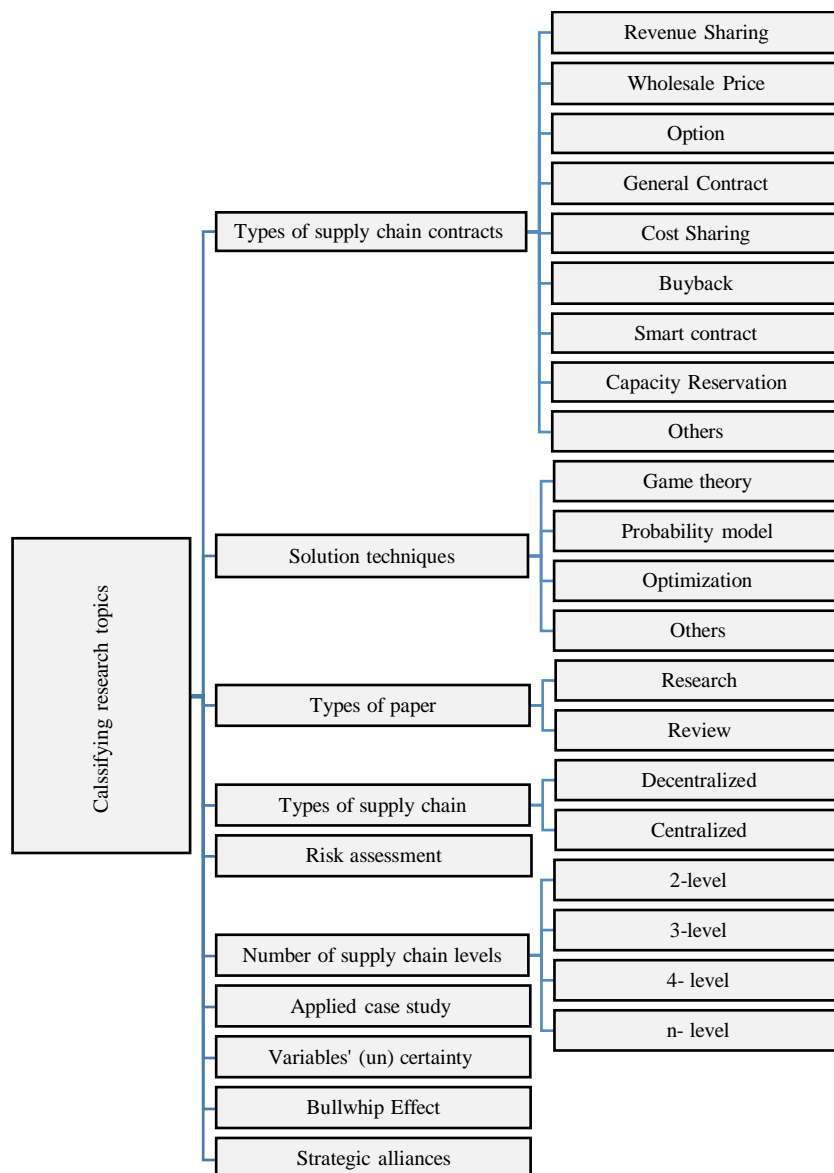 Calssifying research topics
Types of supply chain contracts
Revenue Sharing
Wholesale Price
Option
General Contract
Cost Sharing
Buyback
Smart contract
Capacity Reservation
Others
Solution techniques
Game theory
Probability model
Optimization
Others
Types of paper
Research
Review
Types of supply chain
Decentralized
Centralized
Risk assessment
Number of supply chain levels
2-level
3-level
4- level
n- level
Applied case study
Variables' (un) certainty
Bullwhip Effect
Strategic alliances